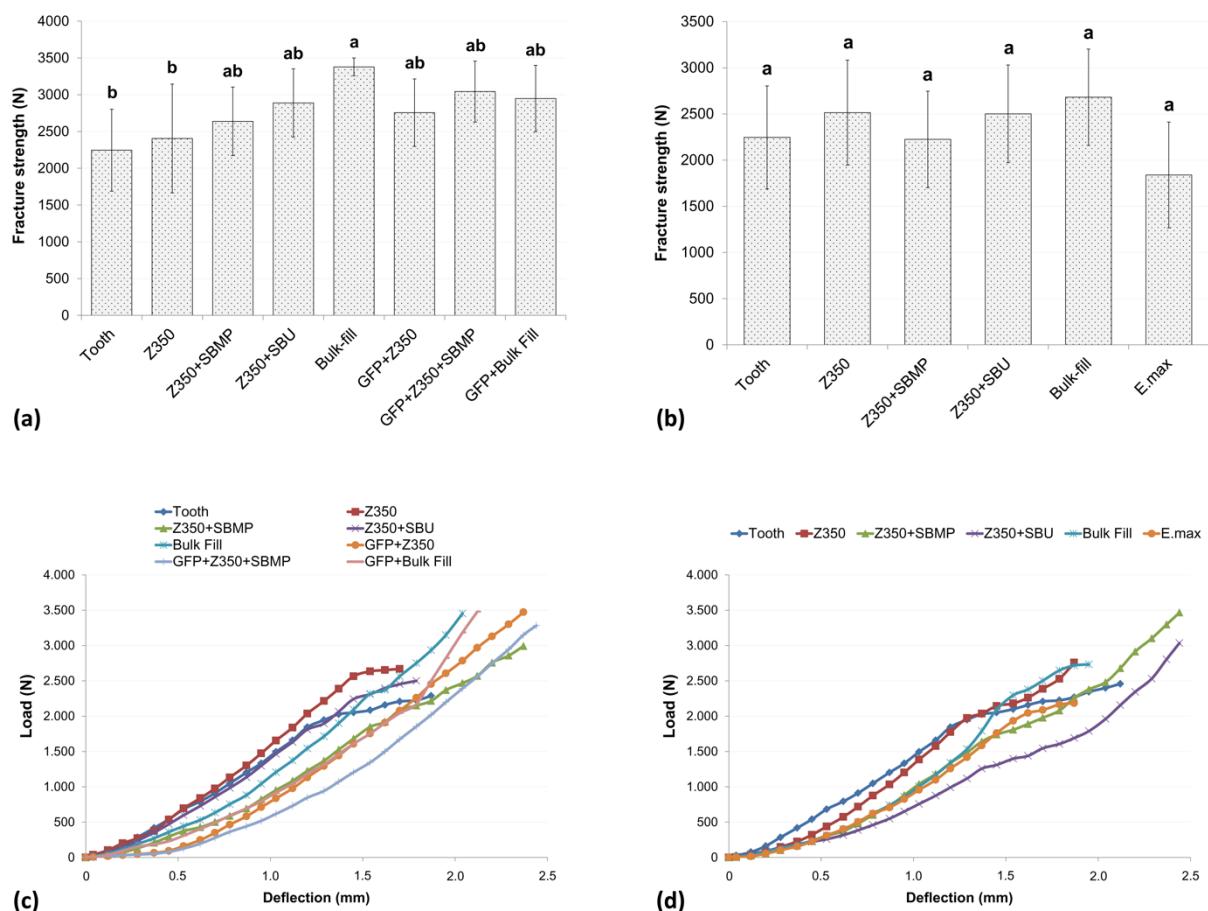 4000
3500
3000
2500
2000
1500
1000
500
0
Fracture strength (N)
b
b
ab
ab
a
ab
ab
ab
Tooth
Z350
Z350+SBMP
Z350+SBU
Bulk-fill
GFP+Z350
GFP+Z350+SBMP
GFP+Bulk Fill
(a)
3500
3000
2500
2000
1500
1000
500
0
Fracture strength (N)
a
a
a
a
a
a
Tooth
Z350
Z350+SBMP
Z350+SBU
Bulk-fill
E.max
(b)
Tooth Z350
Z350+SBMP Z350+SBU
Bulk Fill GFP+Z350
GFP+Z350+SBMP GFP+Bulk Fill
4.000
3.500
3.000
2.500
2.000
1.500
1.000
500
0
Load (N)
0 0.5 1.0 1.5 2.0 2.5
Deflection (mm)
(c)
Tooth Z350 Z350+SBMP Z350+SBU Bulk Fill E.max
4.000
3.500
3.000
2.500
2.000
1.500
1.000
500
0
Load (N)
0 0.5 1.0 1.5 2.0 2.5
Deflection (mm)
(d)